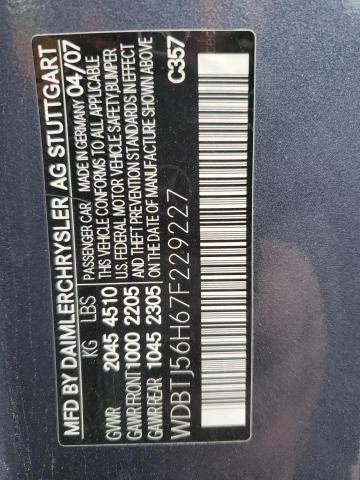 MFD BY DAIMLERCHRYSLER AG STUTTGART
PASSENGER CAR MADE IN GERMANY 04/07
KG LBS THIS VEHICLE CONFORMS TO ALL APPLICABLE
GVWR 2045 4510 U.S. FEDERAL MOTOR VEHICLE SAFETY,BUMPER
GAWR FRONT 1000 2205 AND THEFT PREVENTION STANDARDS IN EFFECT
GAWR REAR 1045 2305 ON THE DATE OF MANUFACTURE SHOWN ABOVE
WDBTJ56H67F229227 C357